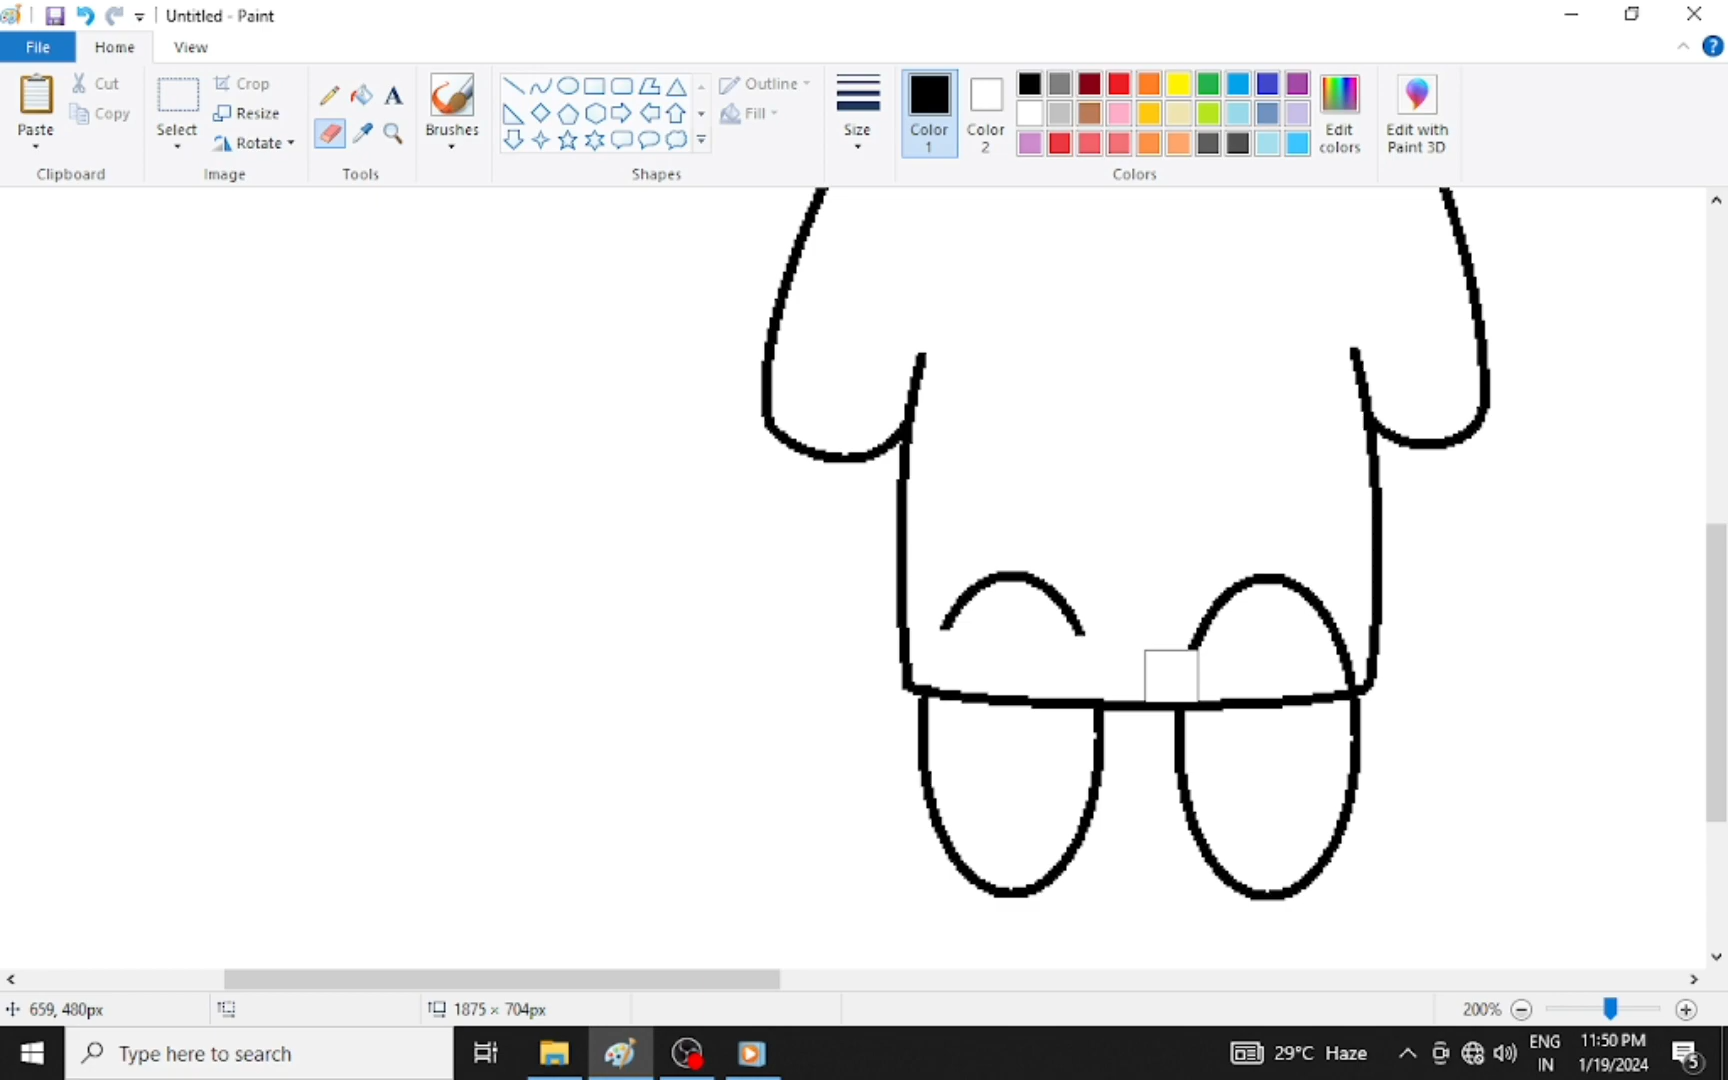 Untitled - Paint
File
Home
View
Paste
Cut
Copy
Clipboard
Select
Crop
Resize
Rotate
Image
A
Tools
Brushes
Outline
Fill
Shapes
Size
Color
1
Color
2
Edit
colors
Colors
Edit with
Paint 3D
659, 480px
1875 × 704px
200%
Type here to search
29°C Haze
ENG
IN
11:50 PM
1/19/2024
5